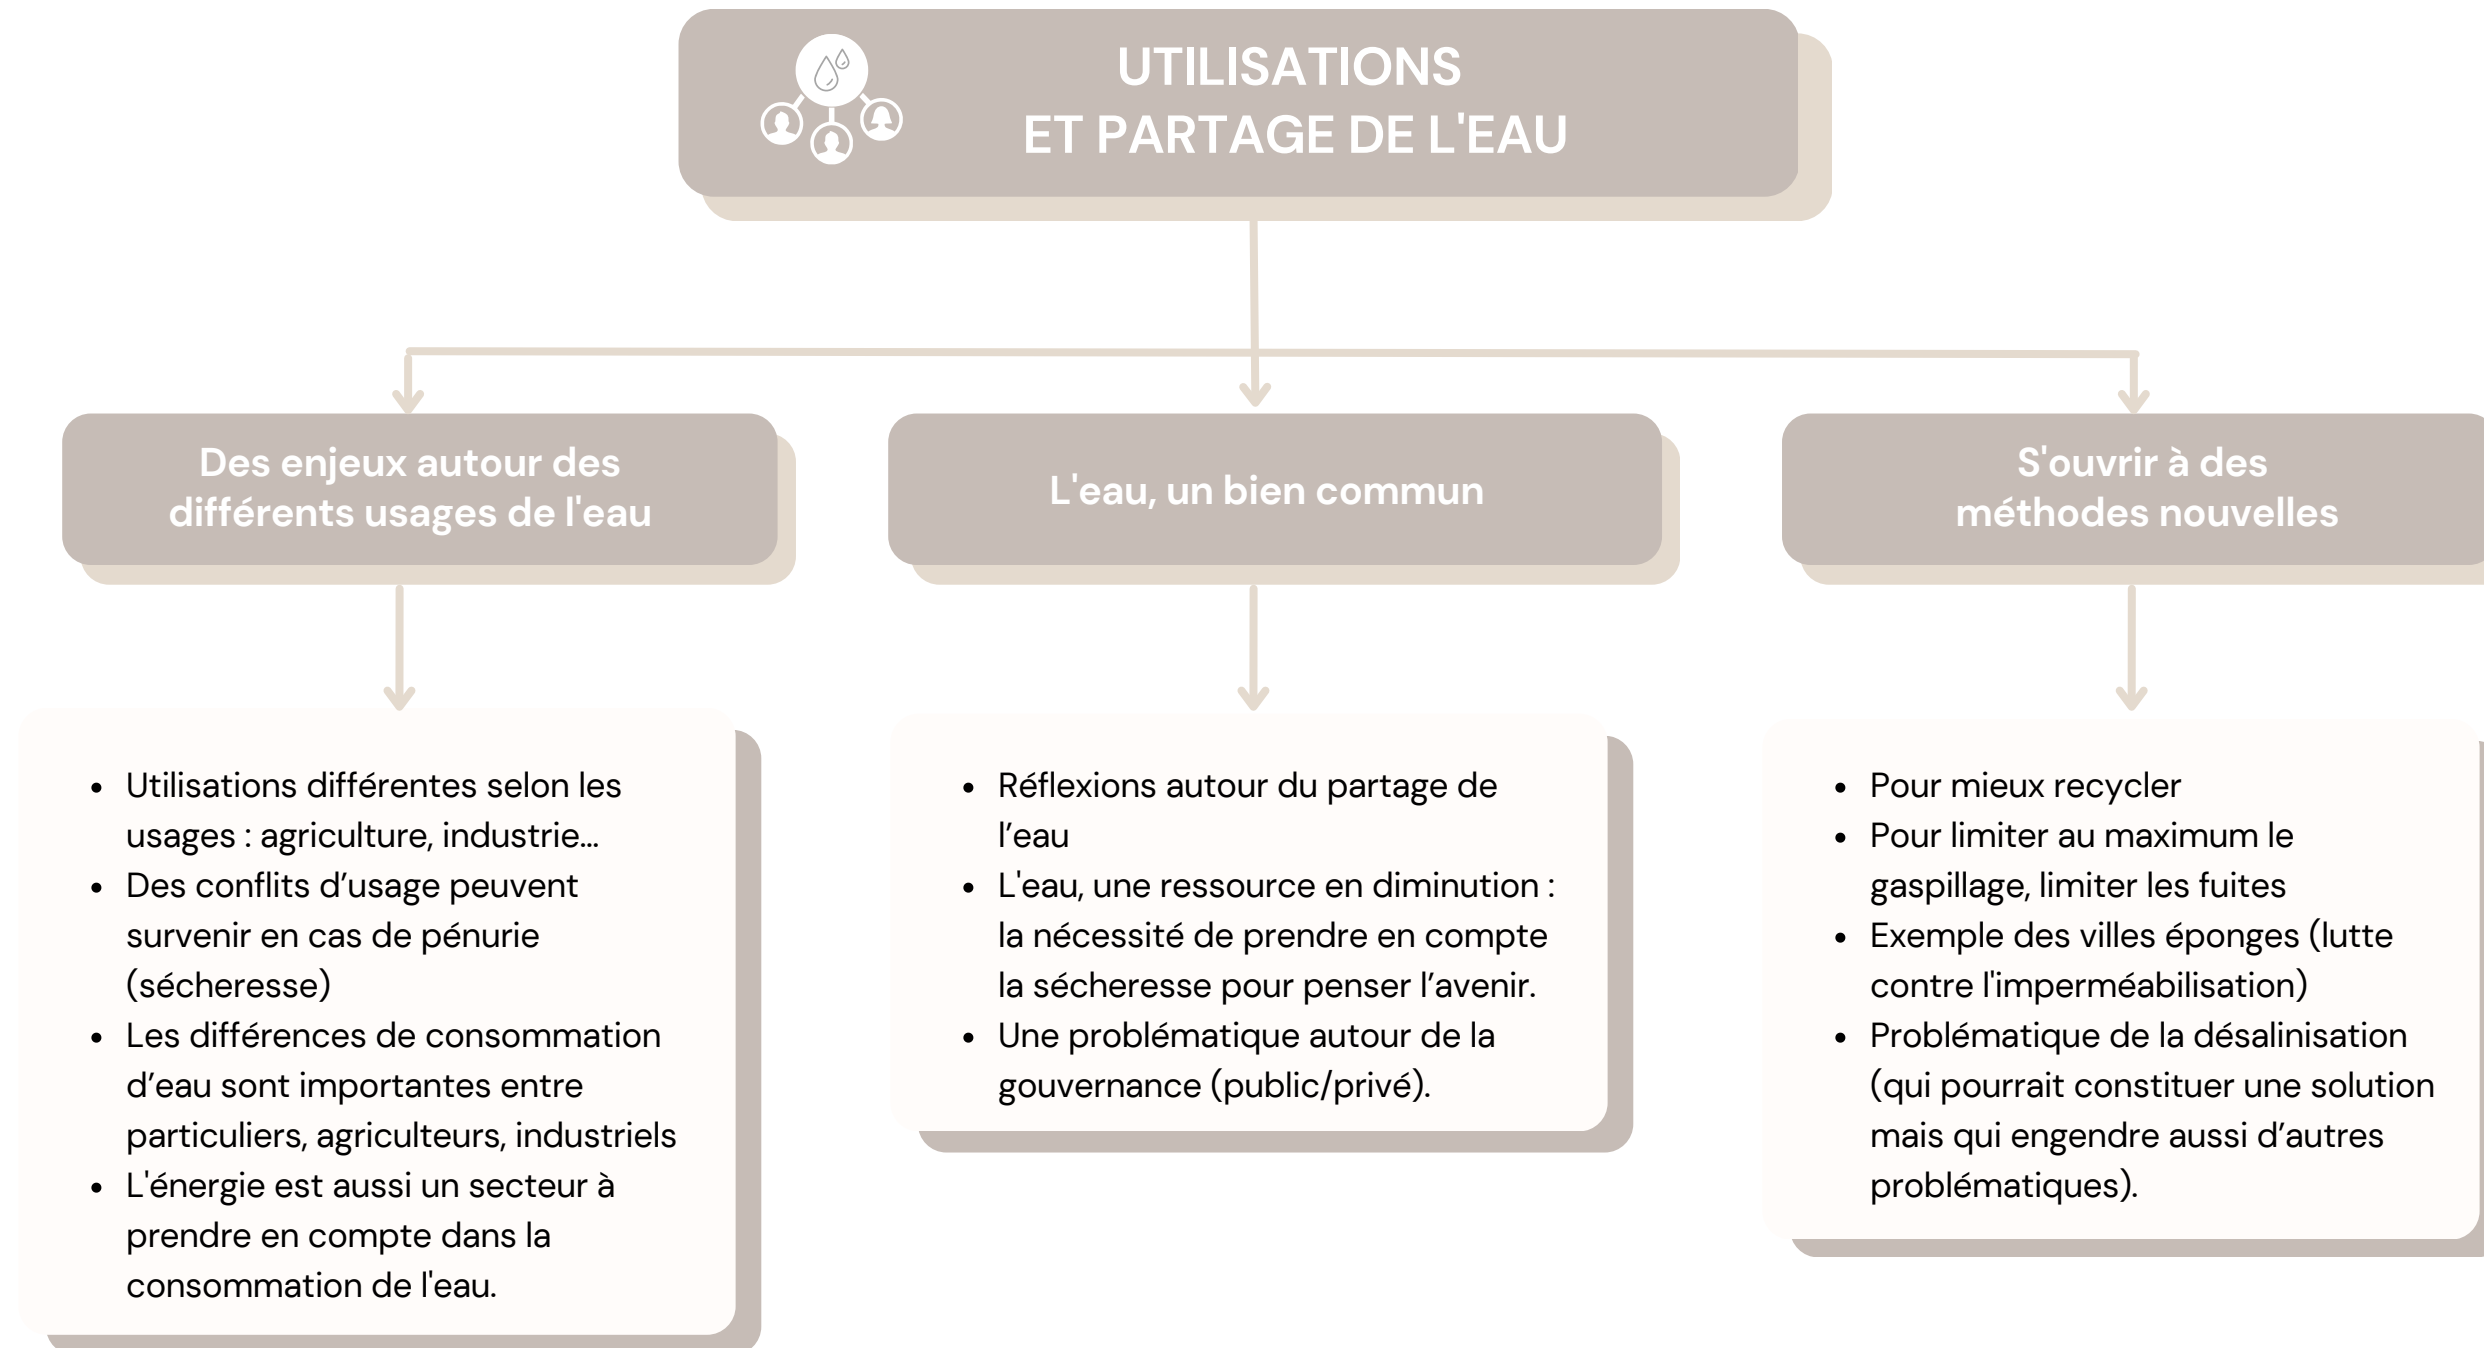 UTILISATIONS
ET PARTAGE DE L'EAU
Des enjeux autour des
différents usages de l'eau
• Utilisations différentes selon les
usages : agriculture, industrie...
• Des conflits d’usage peuvent
survenir en cas de pénurie
(sécheresse)
• Les différences de consommation
d’eau sont importantes entre
particuliers, agriculteurs, industriels
• L'énergie est aussi un secteur à
prendre en compte dans la
consommation de l'eau.
L'eau, un bien commun
• Réflexions autour du partage de
l’eau
• L'eau, une ressource en diminution :
la nécessité de prendre en compte
la sécheresse pour penser l’avenir.
• Une problématique autour de la
gouvernance (public/privé).
S'ouvrir à des
méthodes nouvelles
• Pour mieux recycler
• Pour limiter au maximum le
gaspillage, limiter les fuites
• Exemple des villes éponges (lutte
contre l'imperméabilisation)
• Problématique de la désalinisation
(qui pourrait constituer une solution
mais qui engendre aussi d’autres
problématiques).